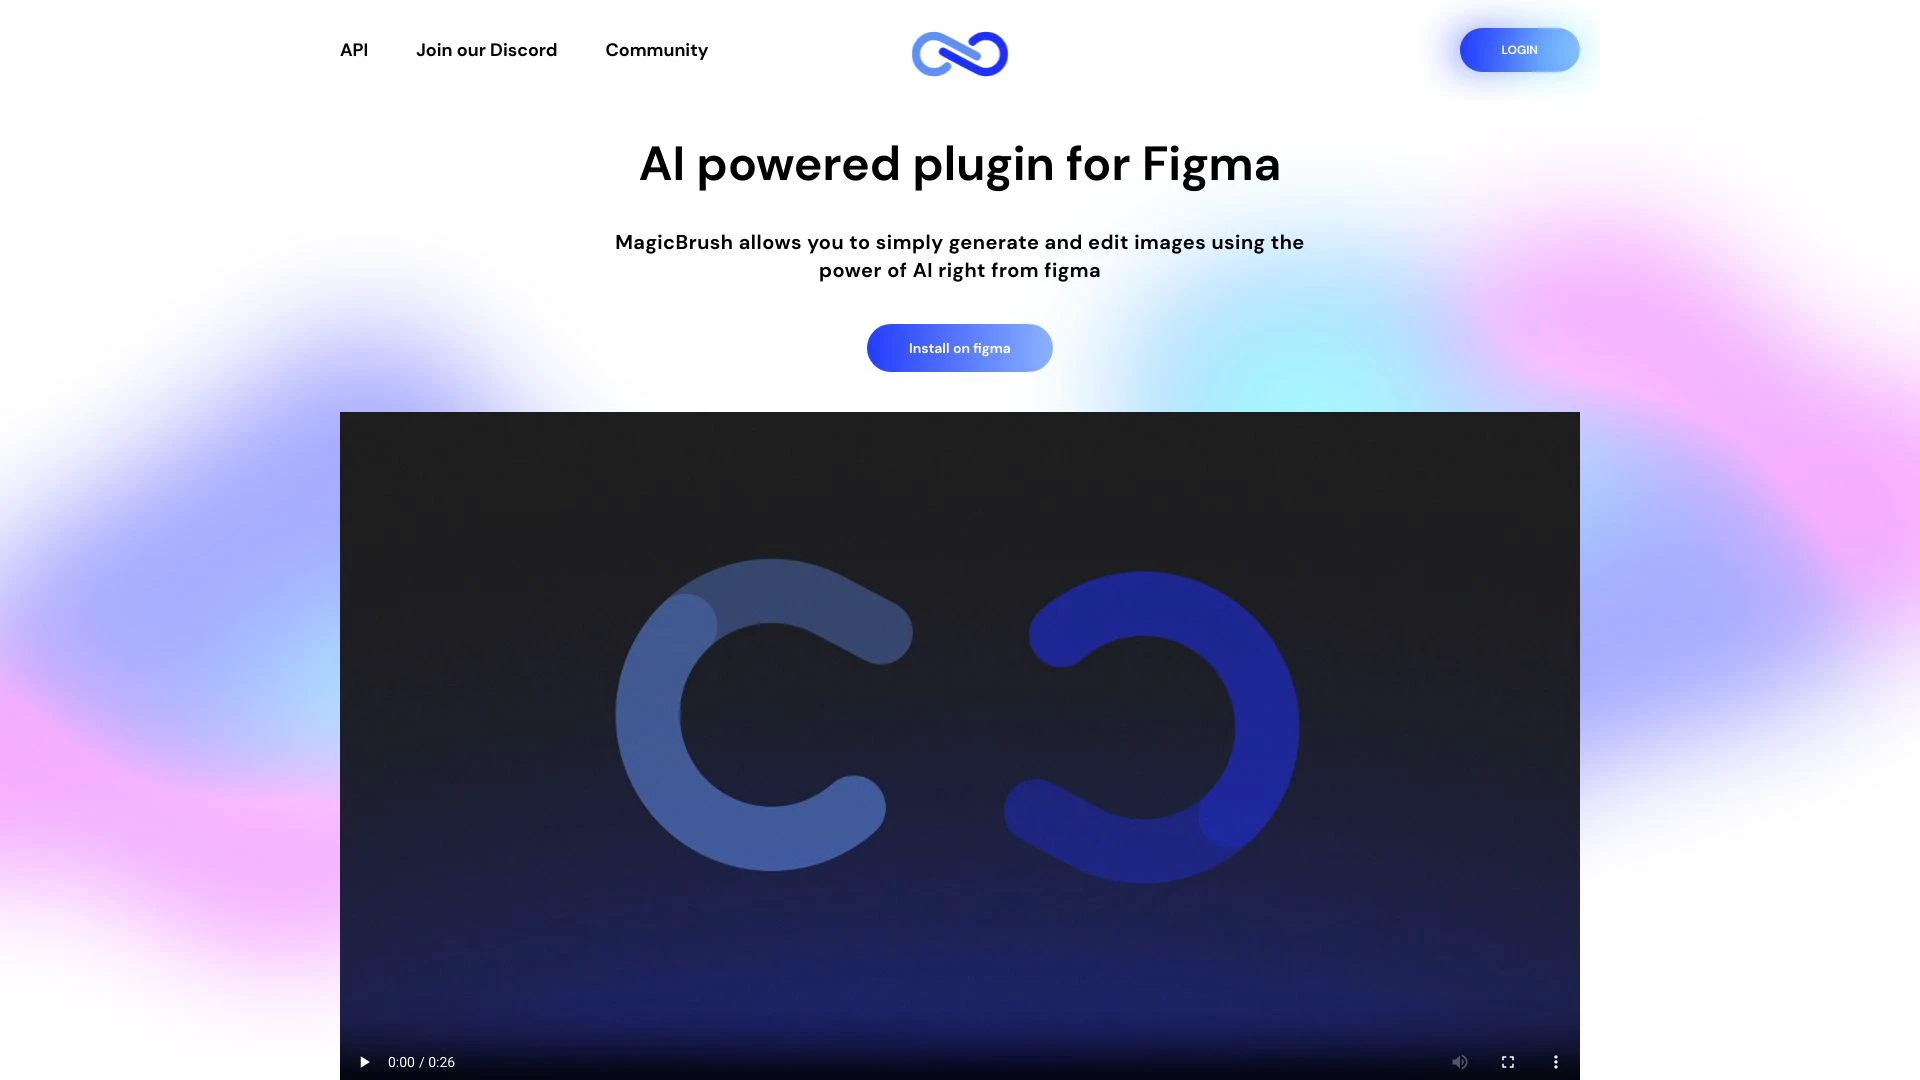 API
Join our Discord
Community
LOGIN
AI powered plugin for Figma
MagicBrush allows you to simply generate and edit images using the
power of AI right from figma
Install on figma
0:00 / 0:26